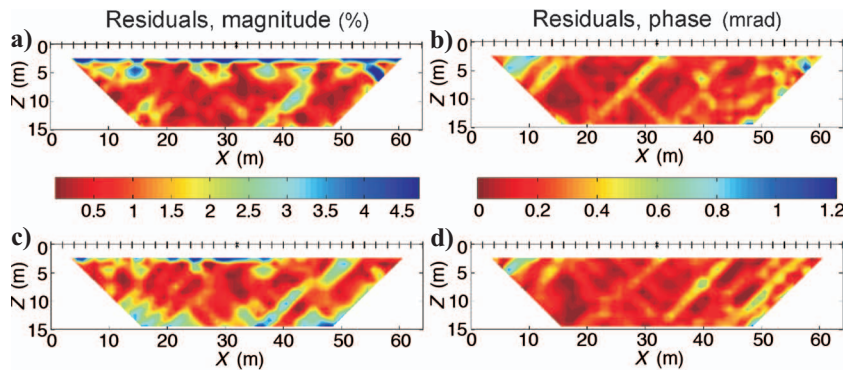 Residuals, magnitude (%)
Residuals, phase (mrad)
a)
b)
0
5
10
15
Z (m)
0 10 20 30 40 50 60
X (m)
0
5
10
15
Z (m)
0 10 20 30 40 50 60
X (m)
0.5 1 1.5 2 2.5 3 3.5 4 4.5
0 0.2 0.4 0.6 0.8 1 1.2
c)
d)
0
5
10
15
Z (m)
0 10 20 30 40 50 60
X (m)
0
5
10
15
Z (m)
0 10 20 30 40 50 60
X (m)